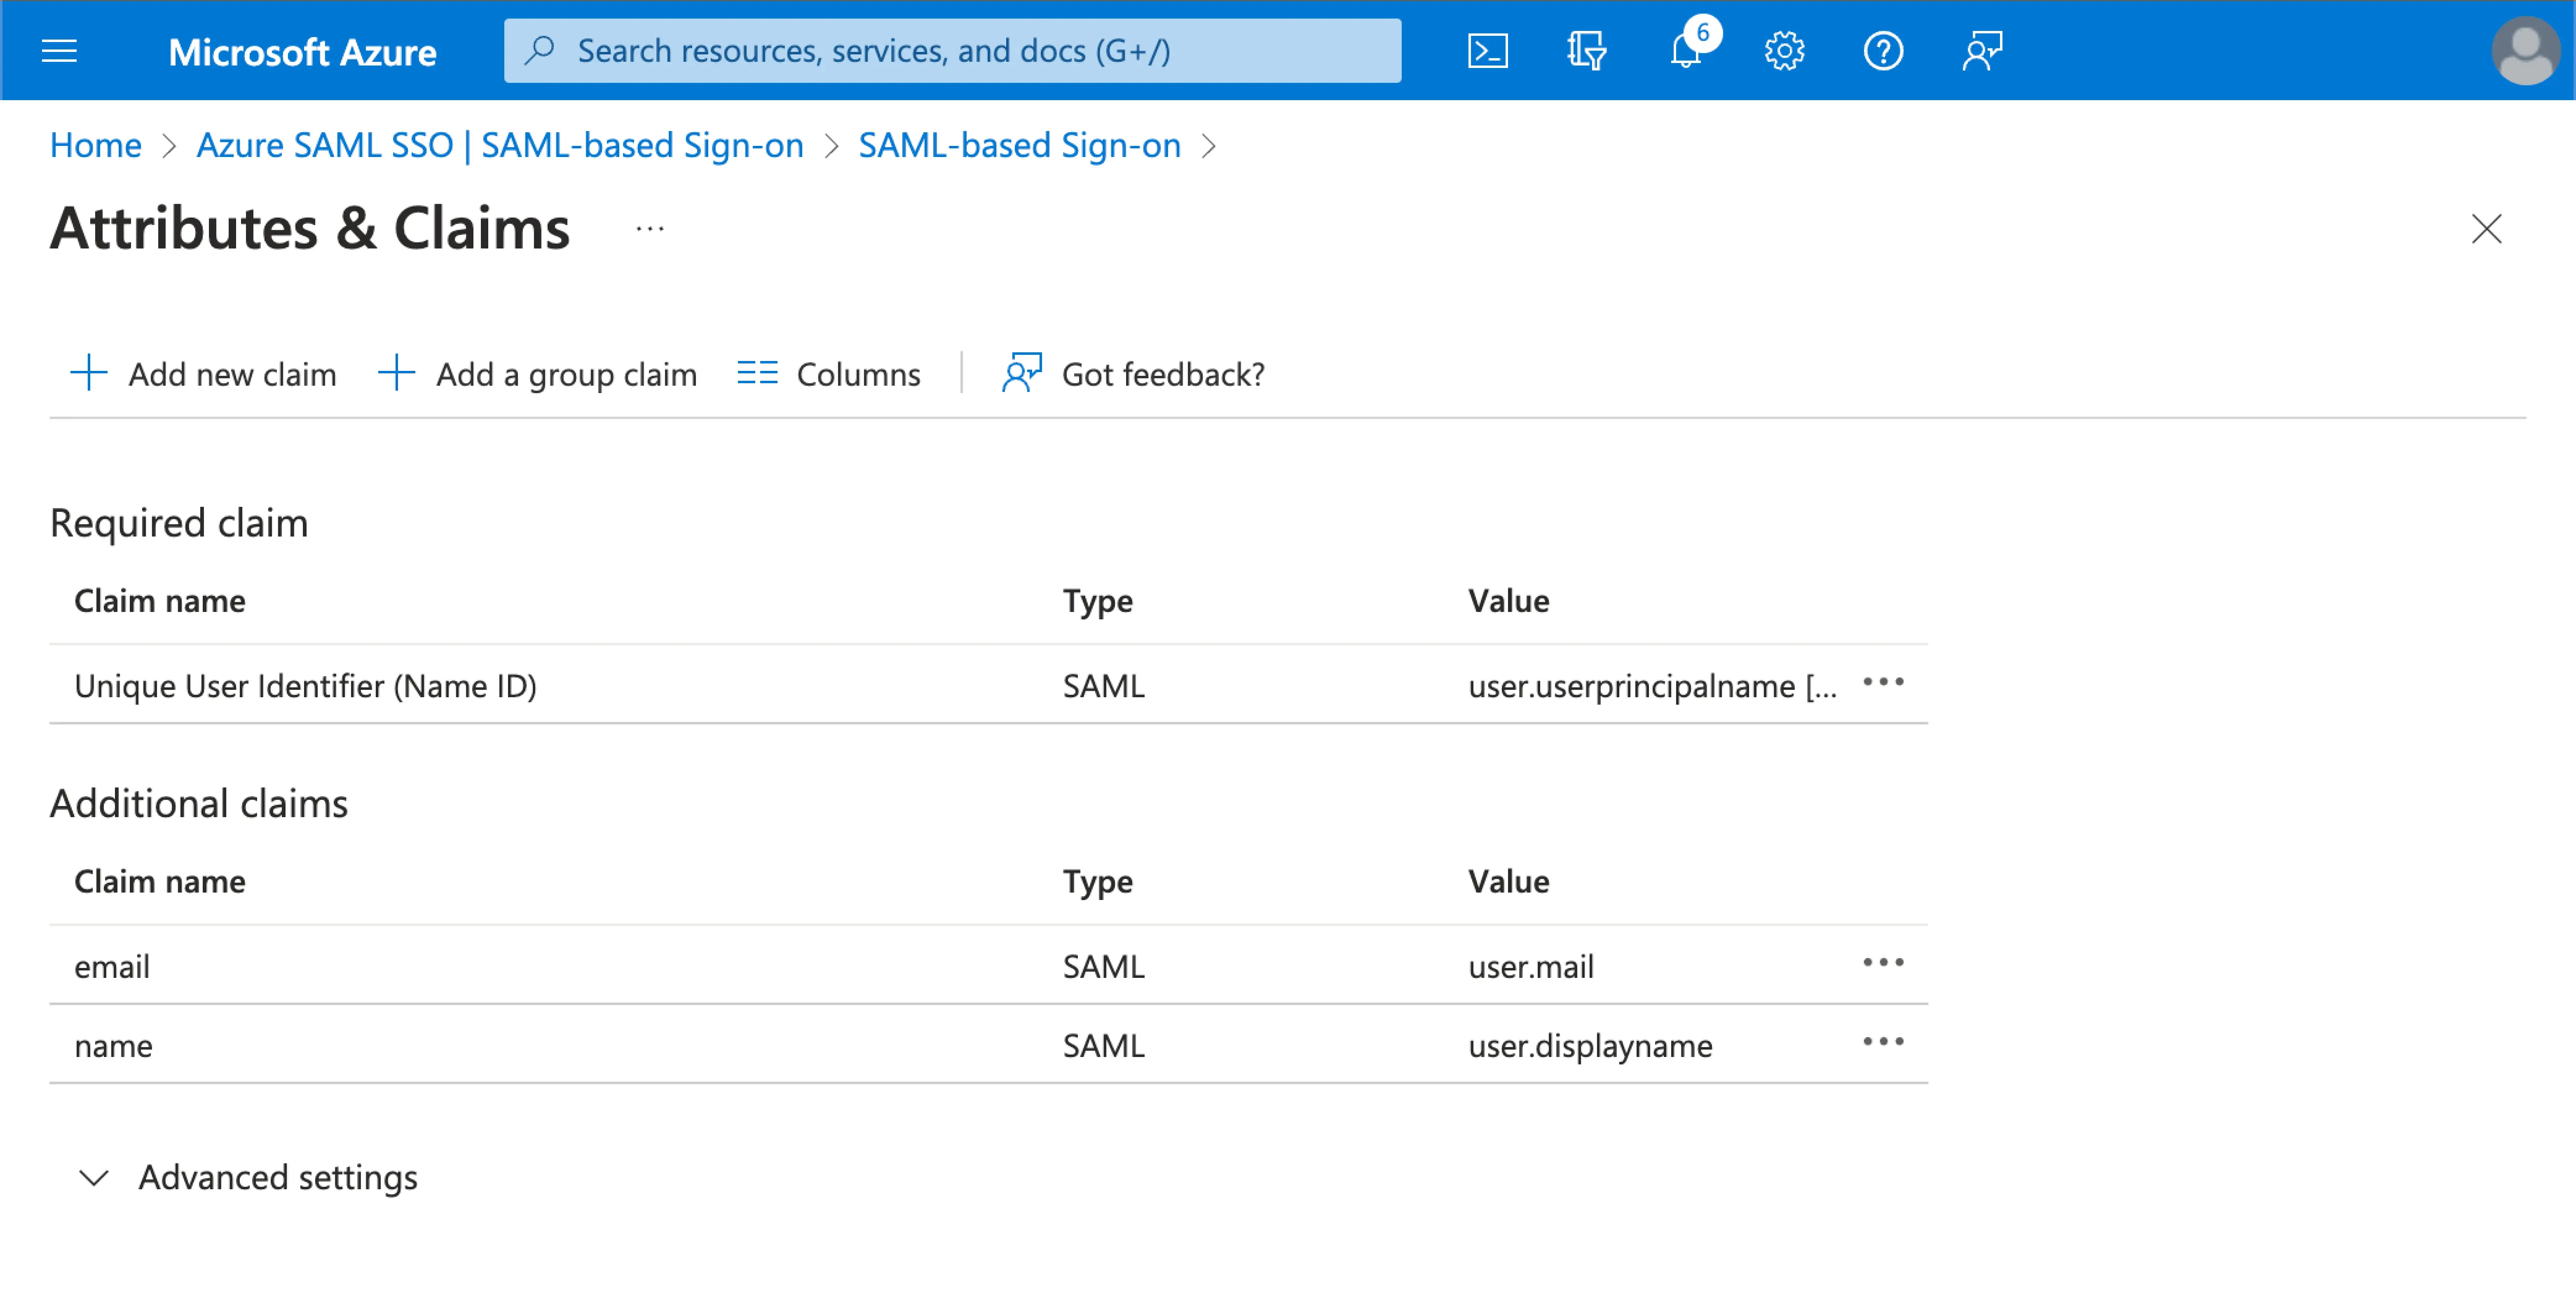 Microsoft Azure
Search resources, services, and docs (G+/)
6
Home > Azure SAML SSO | SAML-based Sign-on > SAML-based Sign-on >
Attributes & Claims ...
Add new claim
Add a group claim
Columns
Got feedback?
Required claim
Claim name Type Value
Unique User Identifier (Name ID) SAML user.userprincipalname [...
Additional claims
Claim name Type Value
email SAML user.mail
name SAML user.displayname
Advanced settings